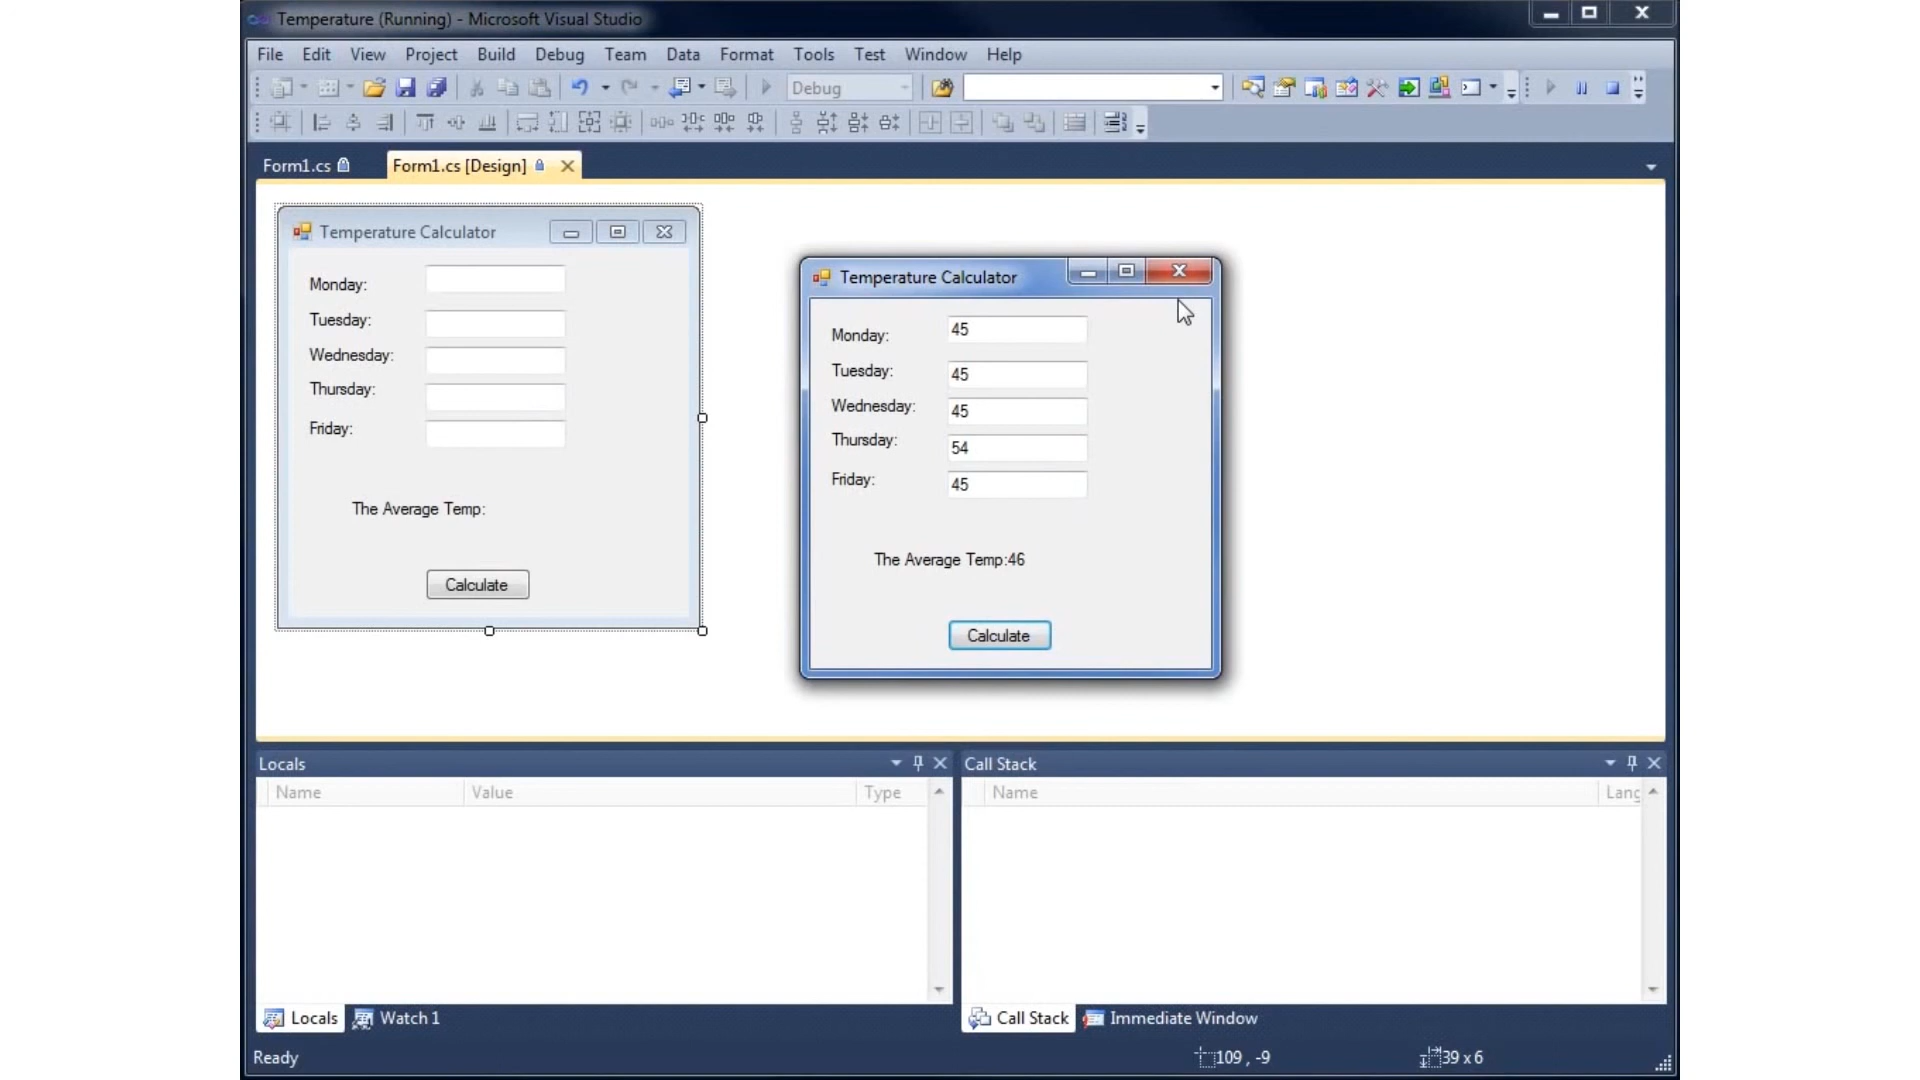 Temperature (Running) - Microsoft Visual Studio
File Edit View Project Build Debug Team Data Format Tools Test Window Help
Debug
Form1.cs Form1.cs [Design]
Temperature Calculator
Monday:
Tuesday:
Wednesday:
Thursday:
Friday:
The Average Temp:
Calculate
Temperature Calculator
Monday: 45
Tuesday: 45
Wednesday: 45
Thursday: 54
Friday: 45
The Average Temp:46
Calculate
Locals
Name Value Type
Locals Watch 1
Call Stack
Name Lang
Call Stack Immediate Window
Ready 109 , -9 39 x 6